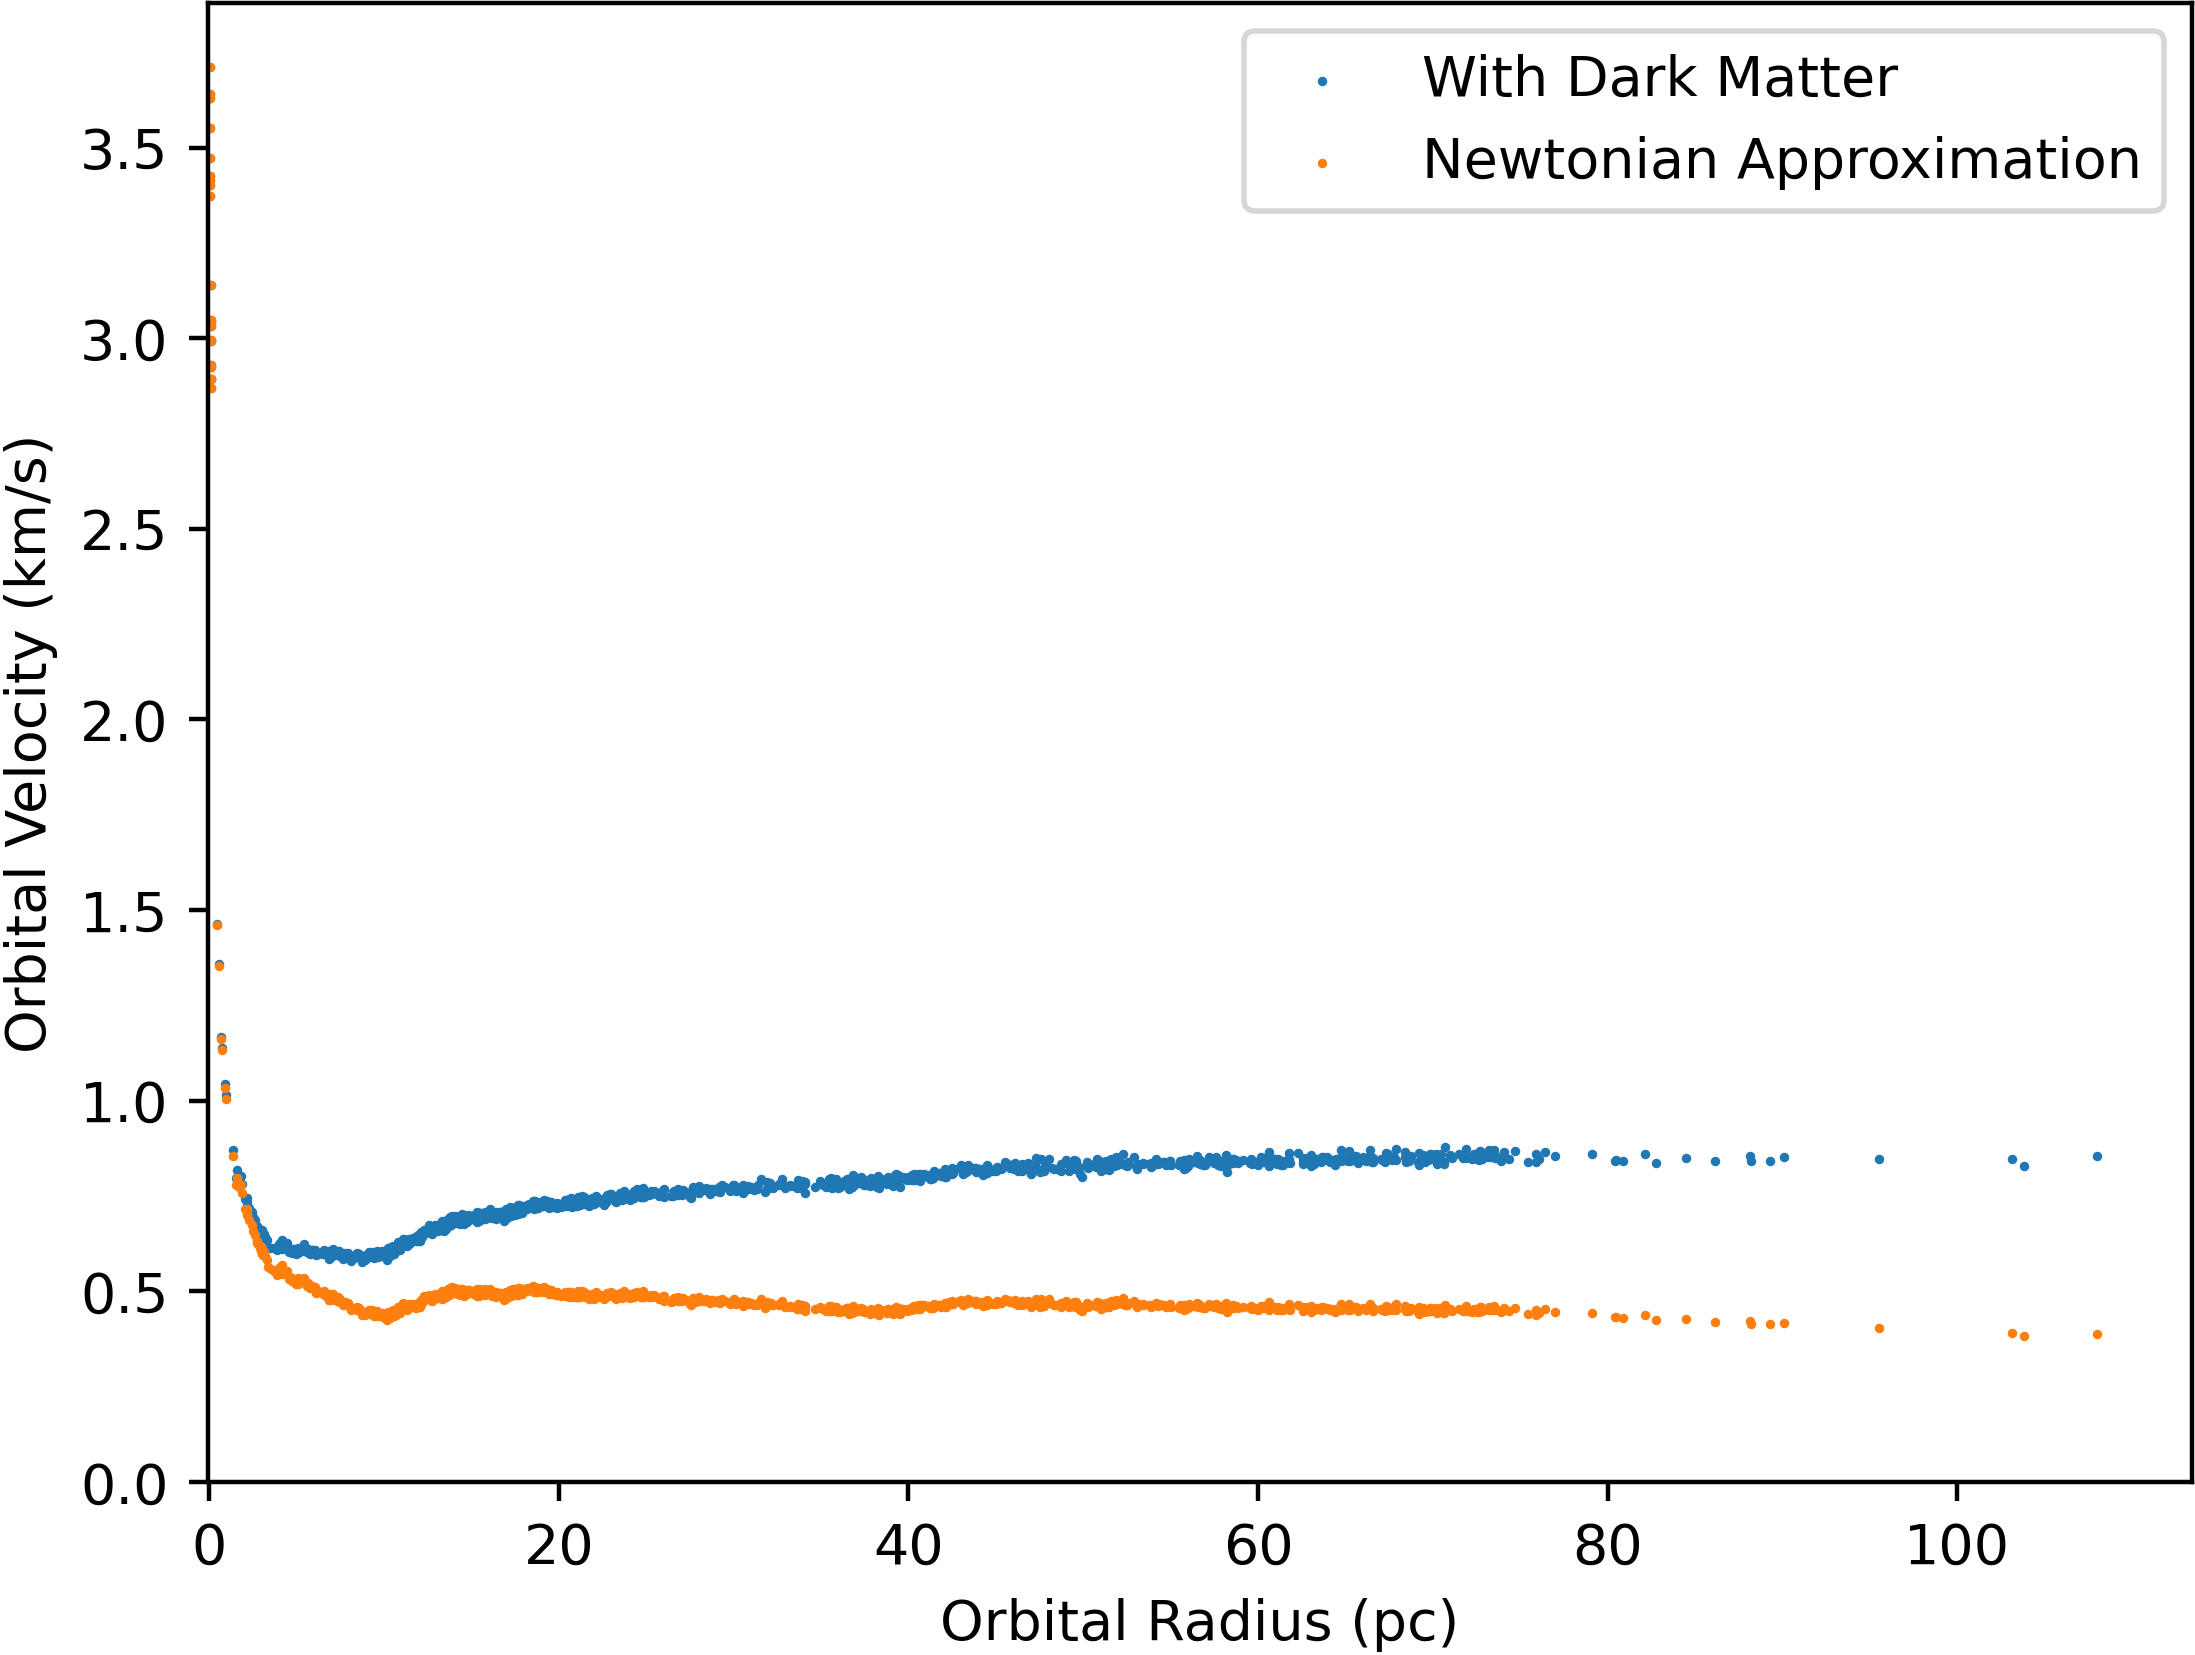 With Dark Matter
Newtonian Approximation
Orbital Velocity (km/s)
3.5
3.0
2.5
2.0
1.5
1.0
0.5
0.0
0 20 40 60 80 100
Orbital Radius (pc)